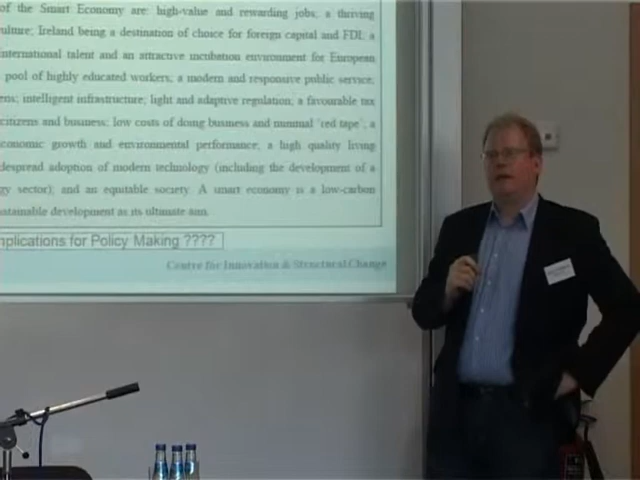 of the Smart Economy are: high-value and rewarding jobs; a thriving
ulture; Ireland being a destination of choice for foreign capital and FDI; a
international talent and an attractive incubation environment for European
pool of highly educated workers; a modern and responsive public service;
ens; intelligent infrastructure; light and adaptive regulation; a favourable tax
citizens and business; low costs of doing business and minimal 'red tape'; a
conomic growth and environmental performance; a high quality living
despread adoption of modern technology (including the development of a
gy sector); and an equitable society. A smart economy is a low-carbon
ustainable development as its ultimate aim.
mplications for Policy Making ????
Centre for Innovation & Structural Change